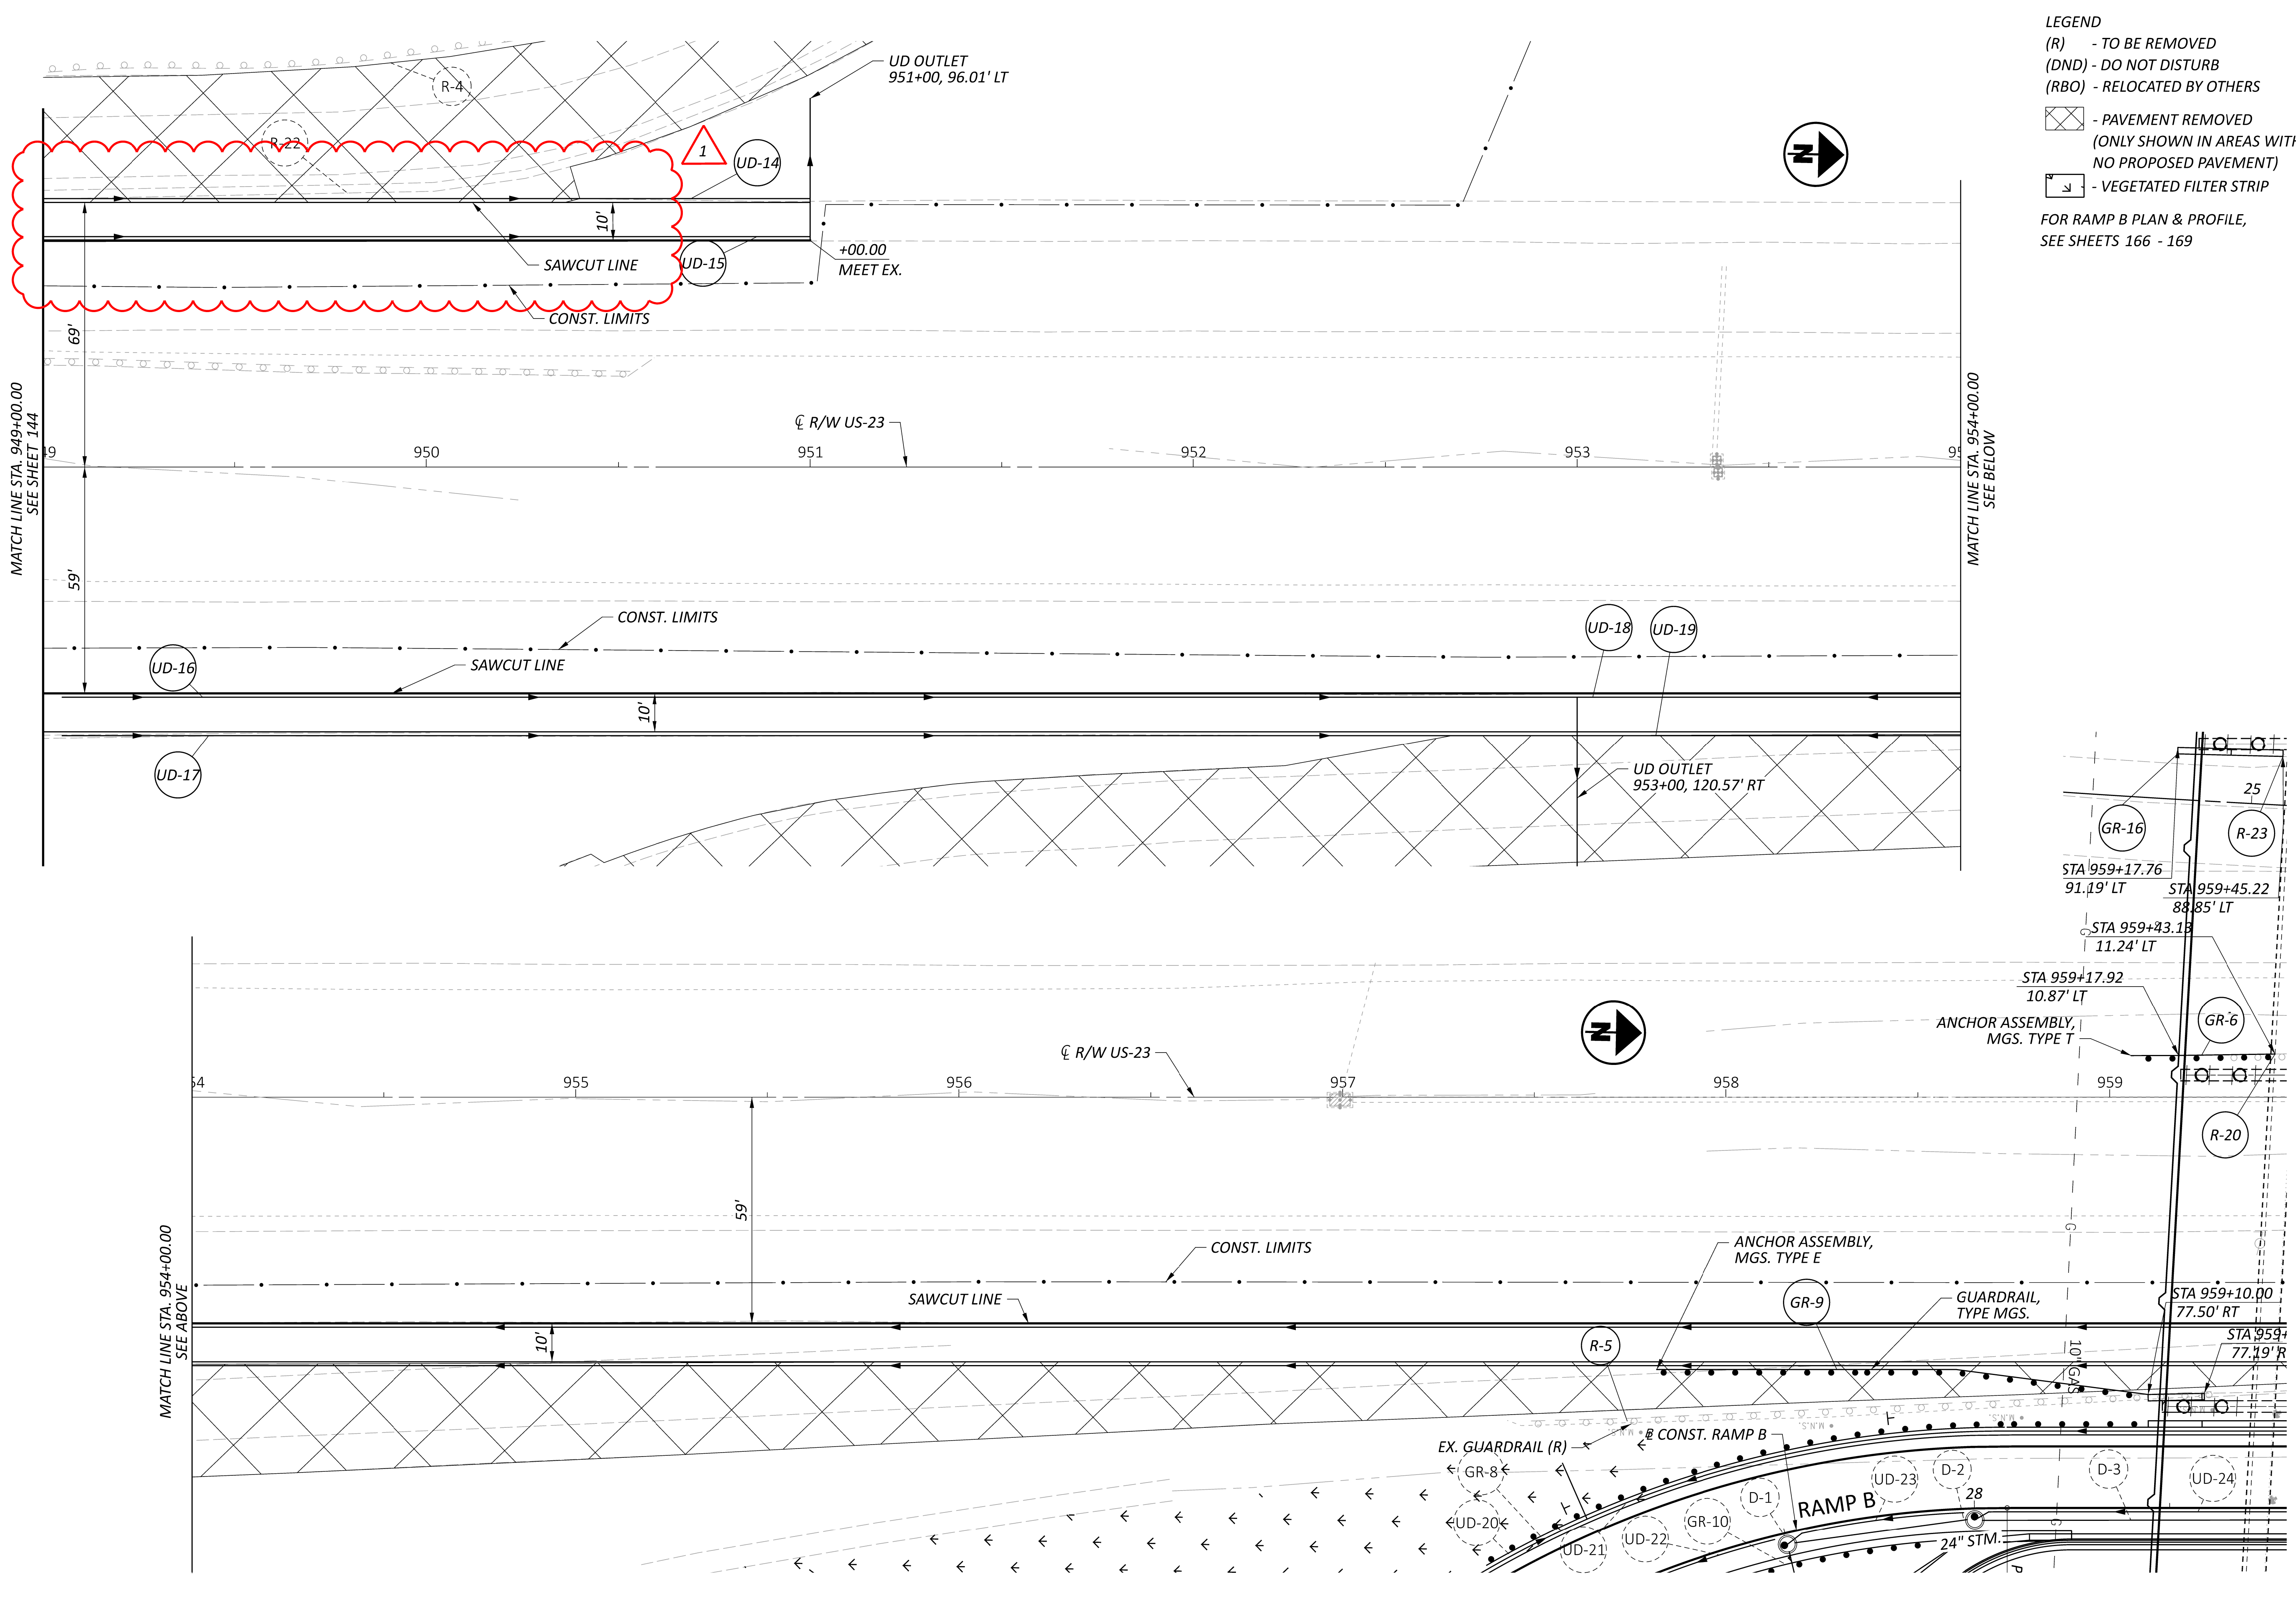 LEGEND
(R) - TO BE REMOVED
(DND) - DO NOT DISTURB
(RBO) - RELOCATED BY OTHERS
- PAVEMENT REMOVED
(ONLY SHOWN IN AREAS WITH
NO PROPOSED PAVEMENT)
- VEGETATED FILTER STRIP
FOR RAMP B PLAN & PROFILE,
SEE SHEETS 166 - 169
UD OUTLET
951+00, 96.01' LT
R-4
R-22
1
UD-14
N
10'
UD-15
+00.00
MEET EX.
SAWCUT LINE
CONST. LIMITS
69'
MATCH LINE STA. 949+00.00
SEE SHEET 144
MATCH LINE STA. 954+00.00
SEE BELOW
℄ R/W US-23
49
950
951
952
953
95
59'
CONST. LIMITS
UD-16
SAWCUT LINE
UD-18
UD-19
10'
UD-17
UD OUTLET
953+00, 120.57' RT
25
GR-16
R-23
STA 959+17.76
91.19' LT
STA 959+45.22
88.85' LT
G
STA 959+43.13
11.24' LT
STA 959+17.92
10.87' LT
GR-6
ANCHOR ASSEMBLY,
MGS. TYPE T
N
℄ R/W US-23
54
955
956
957
958
959
R-20
59'
G
MATCH LINE STA. 954+00.00
SEE ABOVE
CONST. LIMITS
ANCHOR ASSEMBLY,
MGS. TYPE E
SAWCUT LINE
GR-9
GUARDRAIL,
TYPE MGS.
STA 959+10.00
77.50' RT
STA 959+
77.19' R
10'
R-5
10" GAS
M.N.S.
M.N.S.
M.N.S.
EX. GUARDRAIL (R)
℄ CONST. RAMP B
GR-8
UD-23
D-2
D-3
UD-24
D-1
RAMP B
28
UD-20
GR-10
UD-21
UD-22
G
24" STM.
P